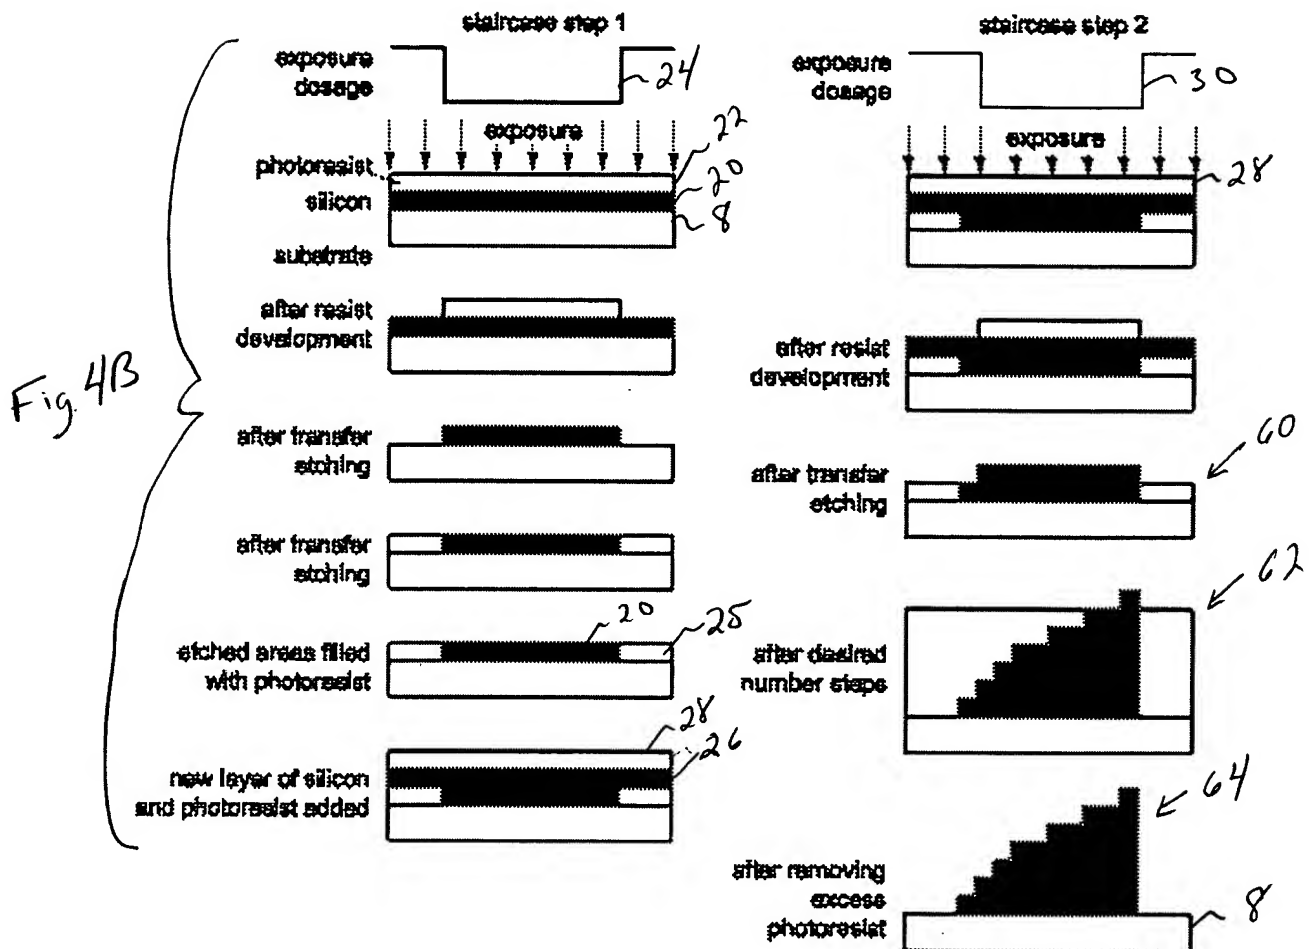 staircase step 1
exposure
dosage
24
exposure
22
photoresist
20
silicon
8
substrate
after resist
development
Fig. 4B
after transfer
etching
after transfer
etching
20
25
etched areas filled
with photoresist
28
26
new layer of silicon
and photoresist added
staircase step 2
exposure
dosage
30
exposure
28
after resist
development
60
after transfer
etching
62
after desired
number steps
64
after removing
excess
photoresist
8